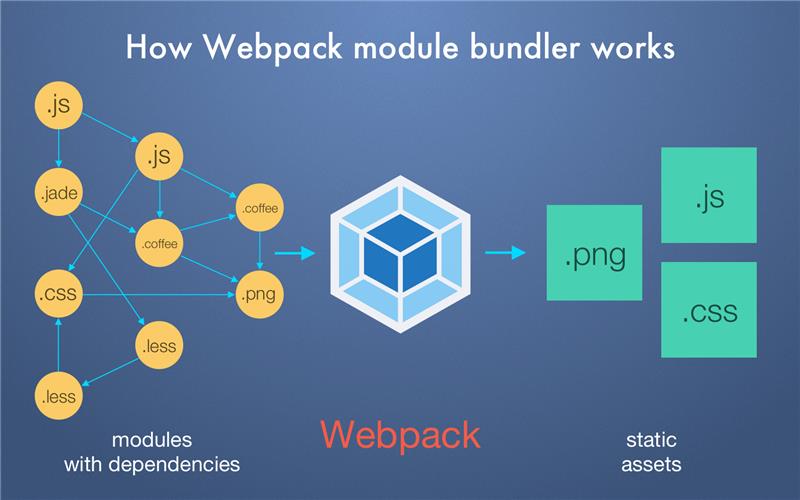 How Webpack module bundler works
.js
.js
.jade
.coffee
.coffee
.css
.png
.less
.less
.png
.js
.css
modules
with dependencies
Webpack
static
assets